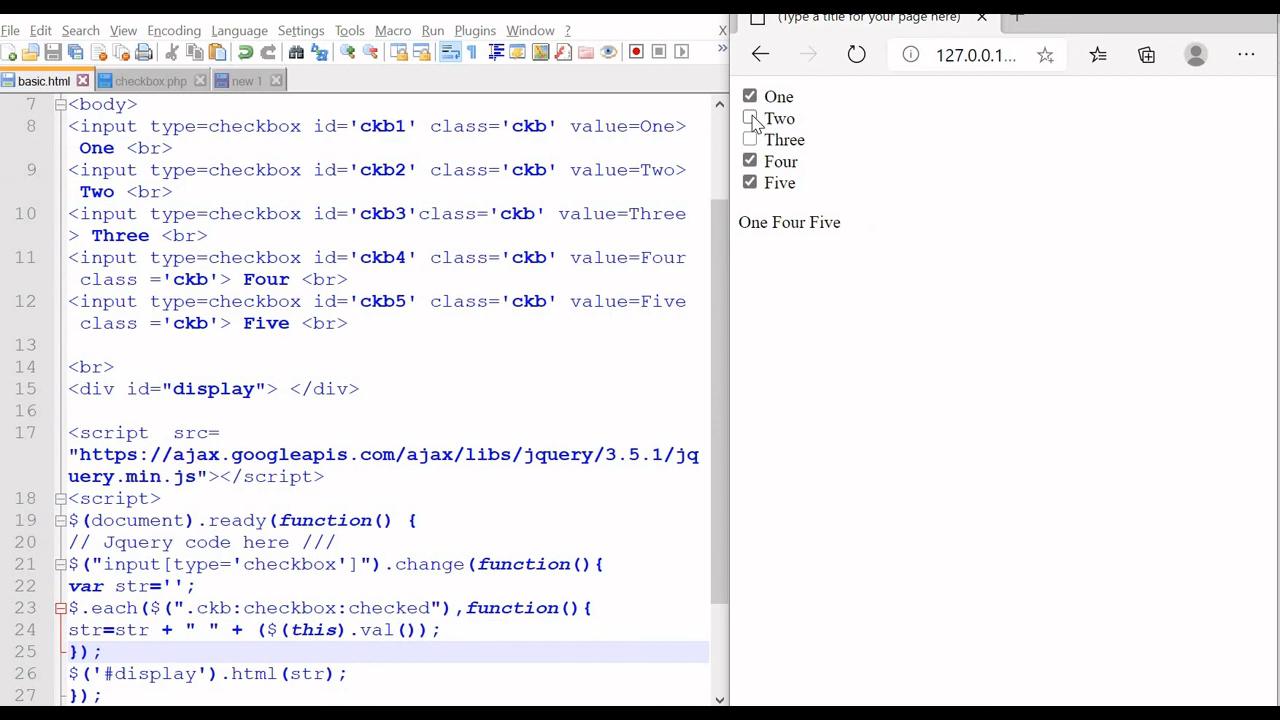 File Edit Search View Encoding Language Settings Tools Macro Run Plugins Window ? X
basic.html checkbox.php new 1
7 <body>
8 <input type=checkbox id='ckb1' class='ckb' value=One>
One <br>
9 <input type=checkbox id='ckb2' class='ckb' value=Two>
Two <br>
10 <input type=checkbox id='ckb3'class='ckb' value=Three
> Three <br>
11 <input type=checkbox id='ckb4' class='ckb' value=Four
class ='ckb'> Four <br>
12 <input type=checkbox id='ckb5' class='ckb' value=Five
class ='ckb'> Five <br>
13
14 <br>
15 <div id="display"> </div>
16
17 <script src=
"https://ajax.googleapis.com/ajax/libs/jquery/3.5.1/jq
uery.min.js"></script>
18 <script>
19 $(document).ready(function() {
20 // Jquery code here ///
21 $("input[type='checkbox']").change(function(){
22 var str='';
23 $.each($(".ckb:checkbox:checked"),function(){
24 str=str + " " + ($(this).val());
25 });
26 $('#display').html(str);
27 });
(Type a title for your page here)
127.0.0.1...
One
Two
Three
Four
Five
One Four Five